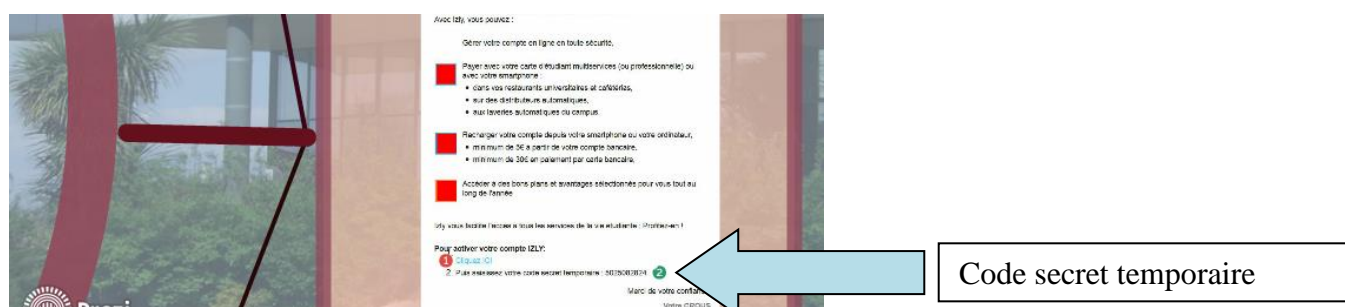 Avec Izly, vous pouvez :
Gérer votre compte en ligne en toute sécurité,
Payer avec votre carte d'étudiant multiservices (ou professionnelle) ou
avec votre smartphone :
• dans vos restaurants universitaires et cafétérias,
• sur des distributeurs automatiques,
• aux laveries automatiques du campus.
Recharger votre compte depuis votre smartphone ou votre ordinateur,
• minimum de 5€ à partir de votre compte bancaire,
• minimum de 30€ en paiement par carte bancaire,
Accéder à des bons plans et avantages sélectionnés pour vous tout au
long de l'année
Izly vous facilite l'accès à tous les services de la vie étudiante : Profitez-en !
Pour activer votre compte IZLY:
1 Cliquez ICI
2. Puis saisissez votre code secret temporaire : 5025082824 2
Code secret temporaire
Merci de votre confian
Votre CROUS
Prezi